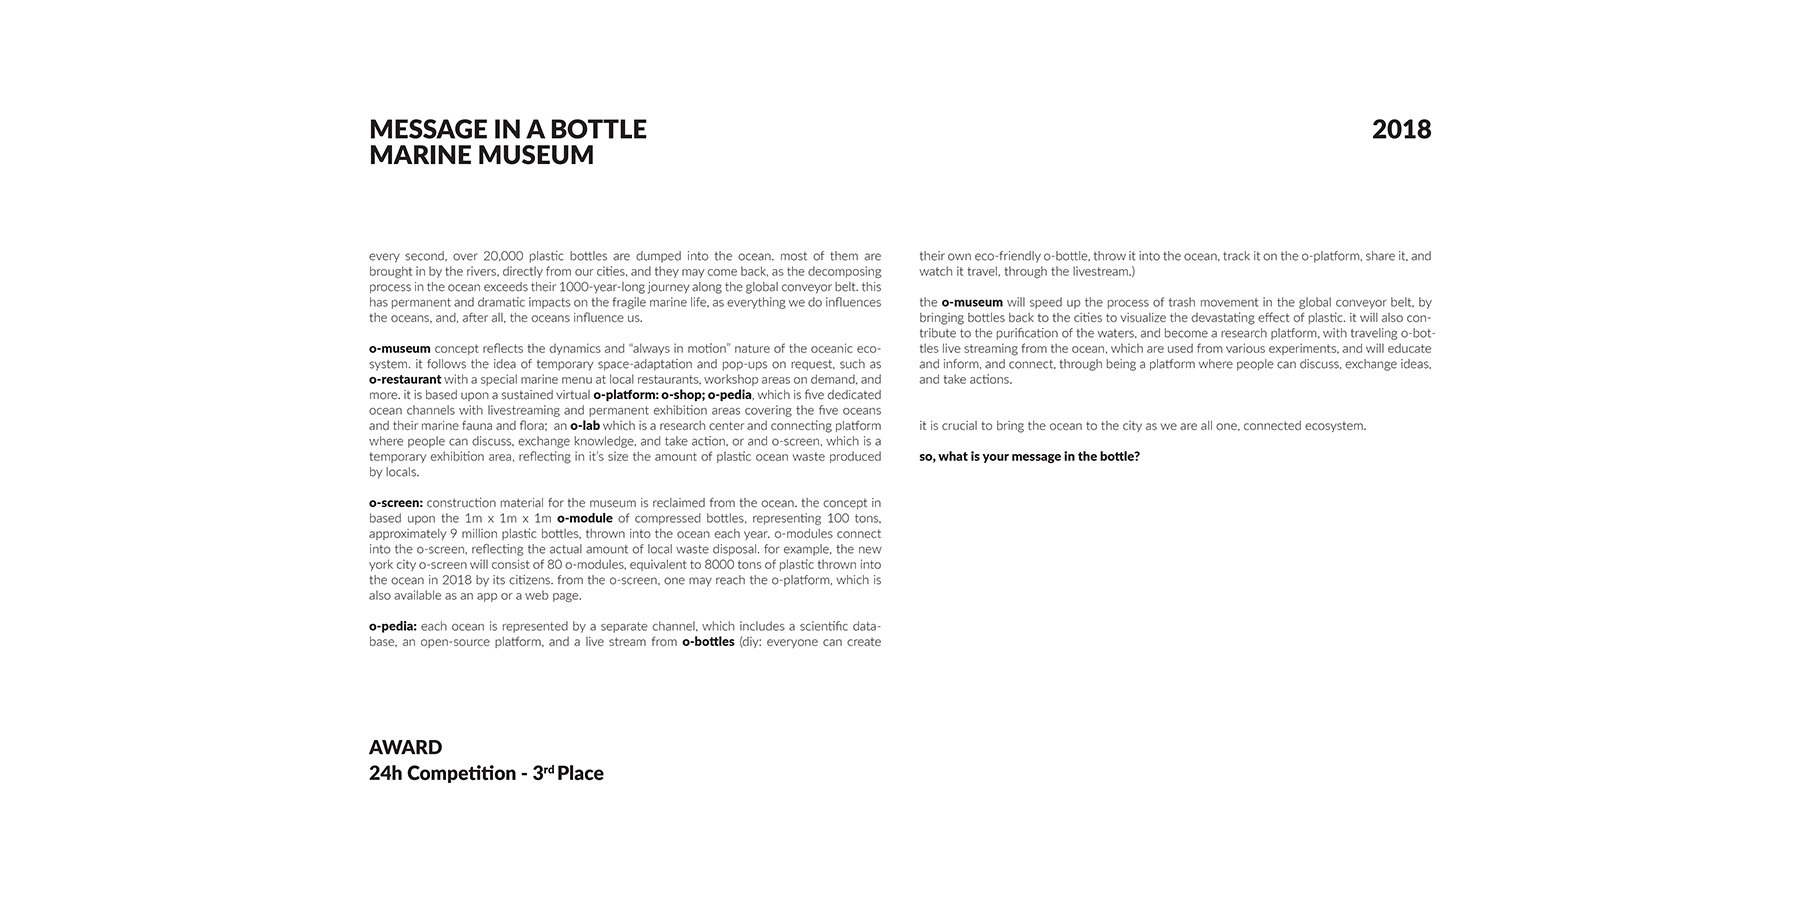 MESSAGE IN A BOTTLE
MARINE MUSEUM
2018
every second, over 20,000 plastic bottles are dumped into the ocean. most of them are
brought in by the rivers, directly from our cities, and they may come back, as the decomposing
process in the ocean exceeds their 1000-year-long journey along the global conveyor belt. this
has permanent and dramatic impacts on the fragile marine life, as everything we do influences
the oceans, and, after all, the oceans influence us.
o-museum concept reflects the dynamics and “always in motion” nature of the oceanic eco-
system. it follows the idea of temporary space-adaptation and pop-ups on request, such as
o-restaurant with a special marine menu at local restaurants, workshop areas on demand, and
more. it is based upon a sustained virtual o-platform: o-shop; o-pedia, which is five dedicated
ocean channels with livestreaming and permanent exhibition areas covering the five oceans
and their marine fauna and flora; an o-lab which is a research center and connecting platform
where people can discuss, exchange knowledge, and take action, or and o-screen, which is a
temporary exhibition area, reflecting in it’s size the amount of plastic ocean waste produced
by locals.
o-screen: construction material for the museum is reclaimed from the ocean. the concept in
based upon the 1m x 1m x 1m o-module of compressed bottles, representing 100 tons,
approximately 9 million plastic bottles, thrown into the ocean each year. o-modules connect
into the o-screen, reflecting the actual amount of local waste disposal. for example, the new
york city o-screen will consist of 80 o-modules, equivalent to 8000 tons of plastic thrown into
the ocean in 2018 by its citizens. from the o-screen, one may reach the o-platform, which is
also available as an app or a web page.
o-pedia: each ocean is represented by a separate channel, which includes a scientific data-
base, an open-source platform, and a live stream from o-bottles (diy: everyone can create
their own eco-friendly o-bottle, throw it into the ocean, track it on the o-platform, share it, and
watch it travel, through the livestream.)
the o-museum will speed up the process of trash movement in the global conveyor belt, by
bringing bottles back to the cities to visualize the devastating effect of plastic. it will also con-
tribute to the purification of the waters, and become a research platform, with traveling o-bot-
tles live streaming from the ocean, which are used from various experiments, and will educate
and inform, and connect, through being a platform where people can discuss, exchange ideas,
and take actions.
it is crucial to bring the ocean to the city as we are all one, connected ecosystem.
so, what is your message in the bottle?
AWARD
24h Competition - 3rd Place